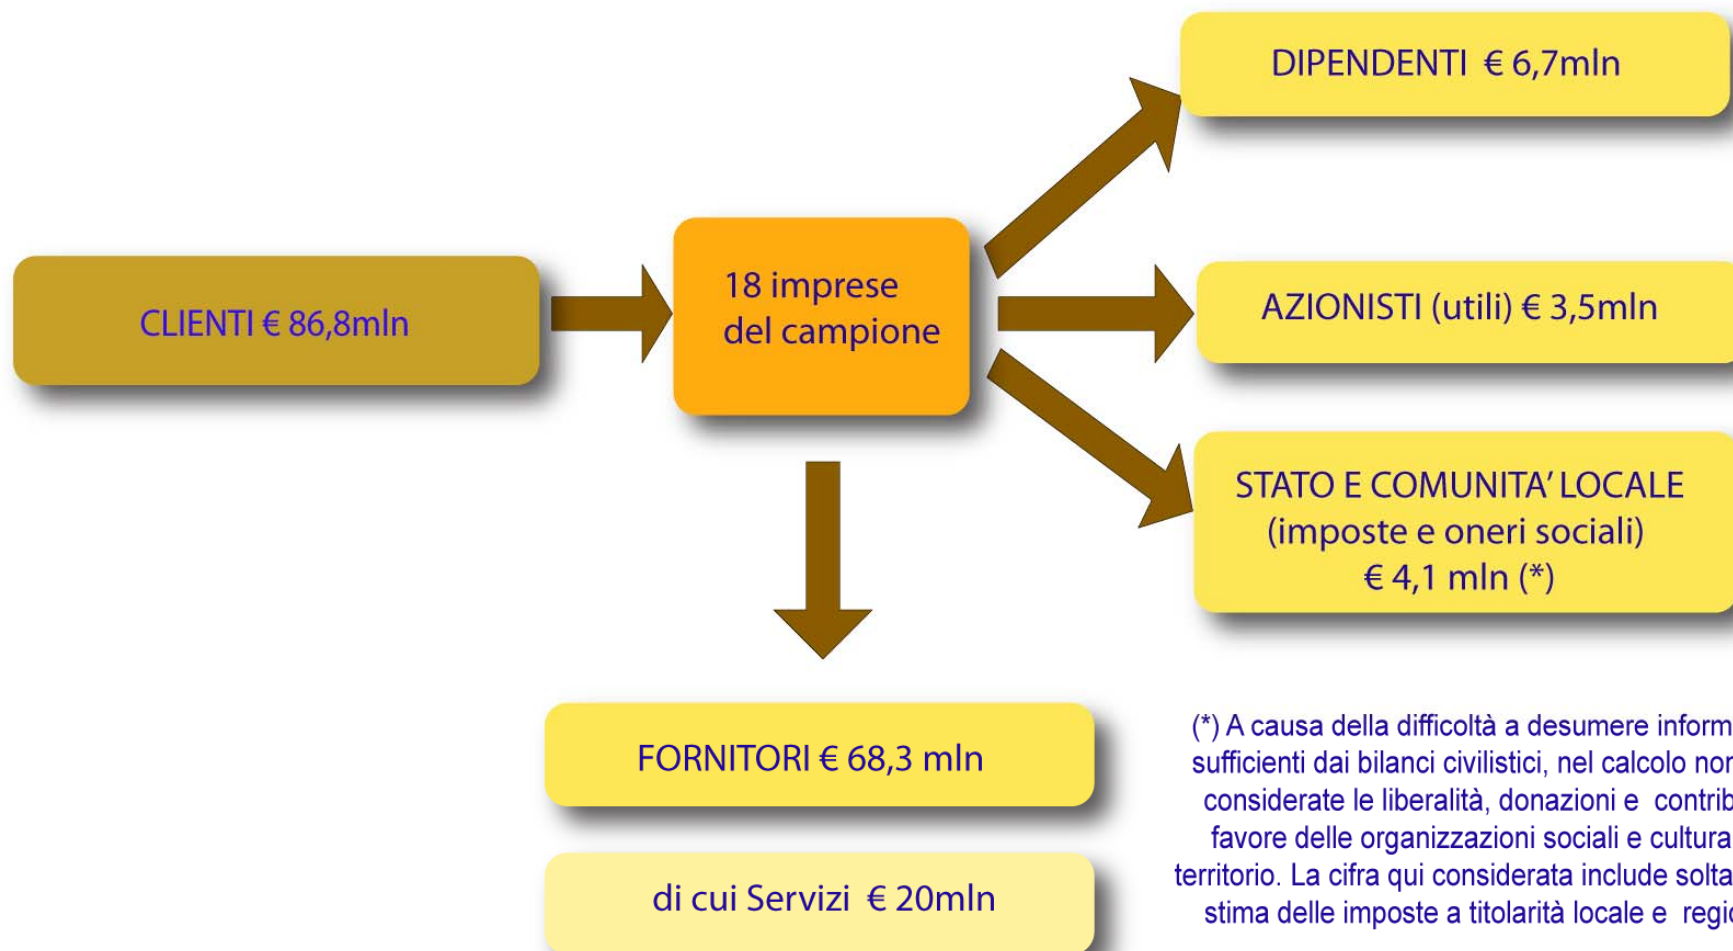 DIPENDENTI € 6,7mln
CLIENTI € 86,8mln
18 imprese
del campione
AZIONISTI (utili) € 3,5mln
STATO E COMUNITA’ LOCALE
(imposte e oneri sociali)
€ 4,1 mln (*)
FORNITORI € 68,3 mln
di cui Servizi € 20mln
(*) A causa della difficoltà a desumere
sufficienti dai bilanci civilistici, nel calcolo
considerate le liberalità, donazioni e
favore delle organizzazioni sociali e
territorio. La cifra qui considerata include
stima delle imposte a titolarità locale e